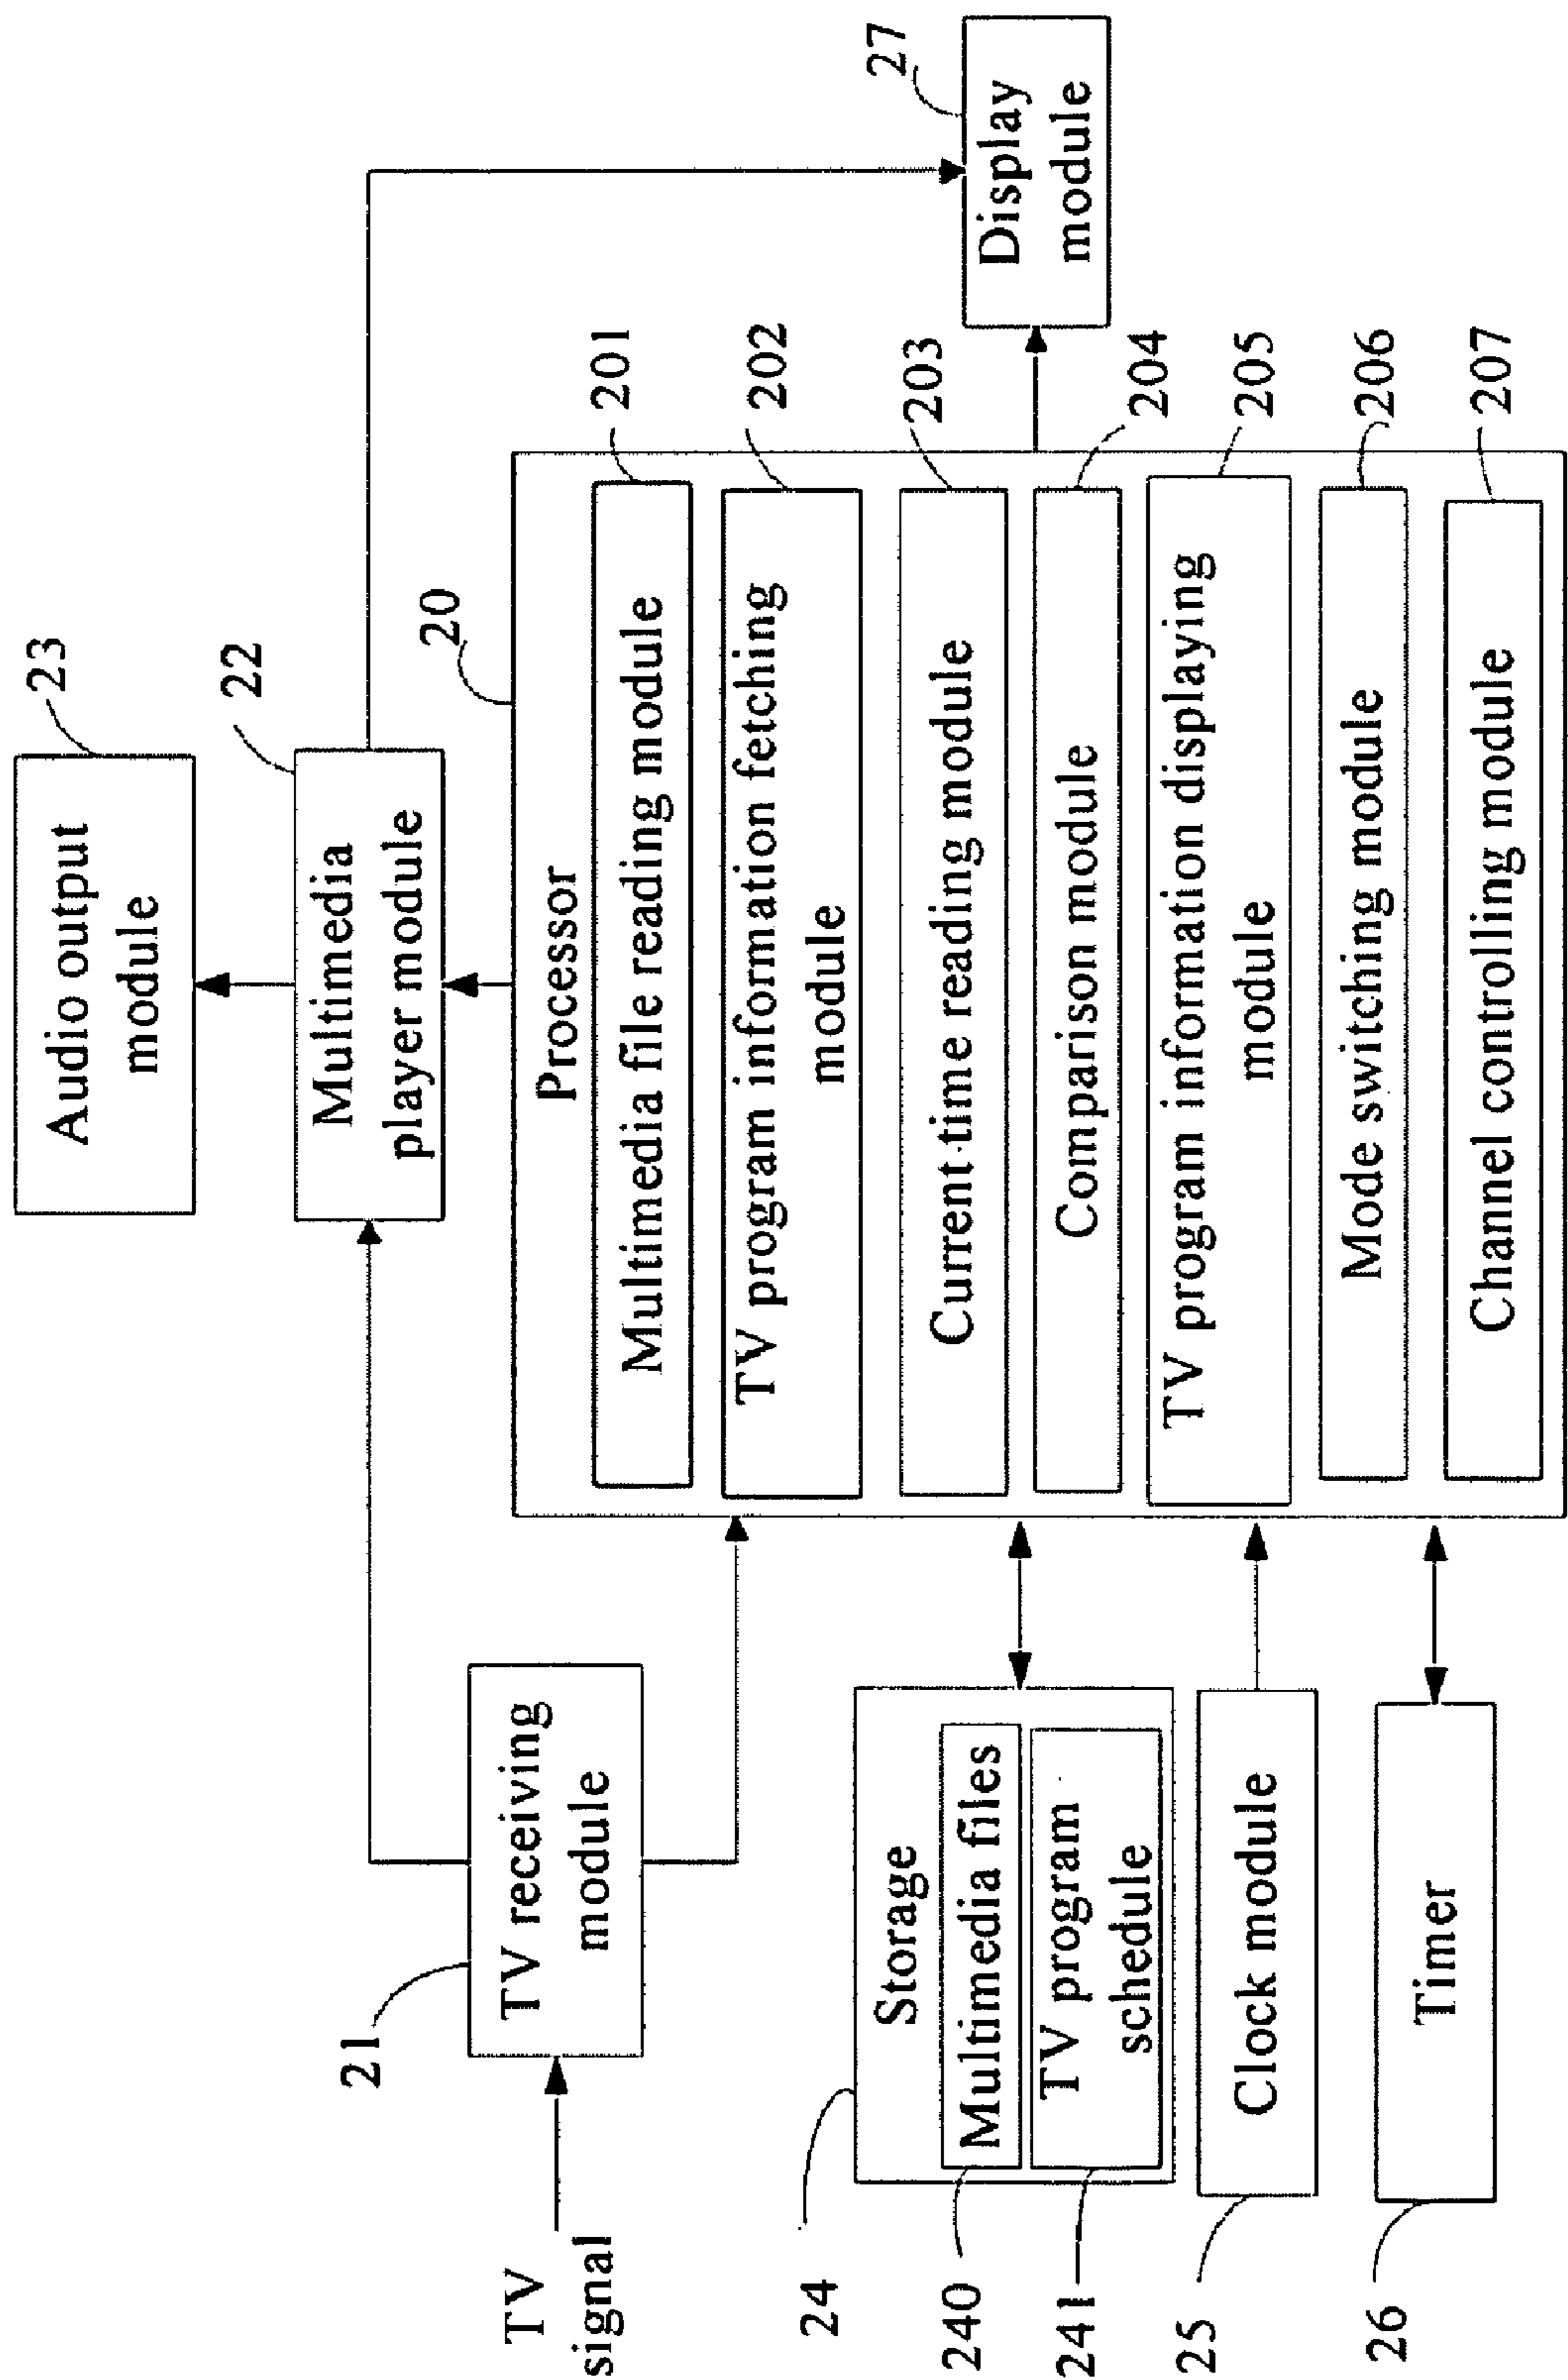 23
Audio output
module
22
Multimedia
player module
20
Processor
Multimedia file reading module
201
TV program information fetching
module
202
Current time reading module
203
Comparison module
204
TV program information displaying
module
205
Mode switching module
206
Channel controlling module
207
27
Display
module
21
TV receiving
module
TV
signal
24
Storage
240
Multimedia files
241
TV program
schedule
25
Clock module
26
Timer